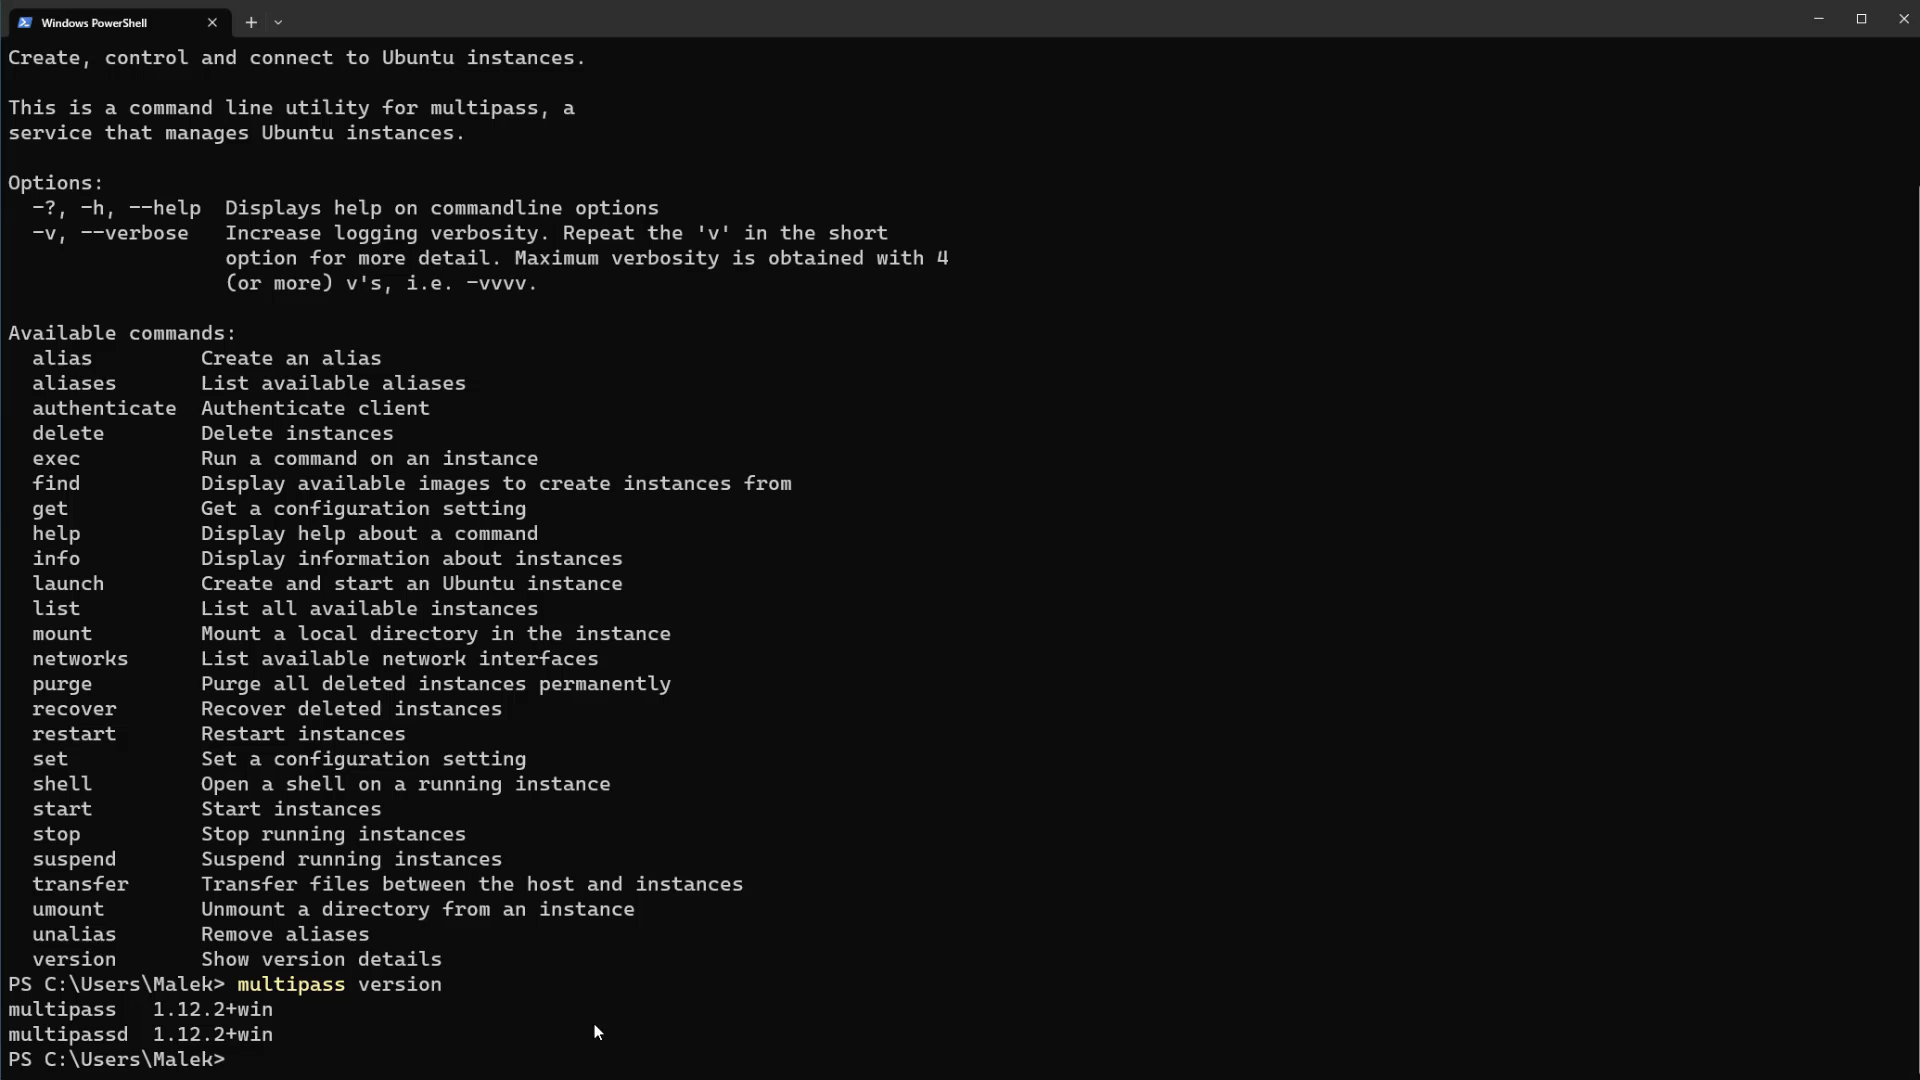 Windows PowerShell
Create, control and connect to Ubuntu instances.
This is a command line utility for multipass, a
service that manages Ubuntu instances.
Options:
-?, -h, --help  Displays help on commandline options
-v, --verbose   Increase logging verbosity. Repeat the 'v' in the short
option for more detail. Maximum verbosity is obtained with 4
(or more) v's, i.e. -vvvv.
Available commands:
alias         Create an alias
aliases       List available aliases
authenticate  Authenticate client
delete        Delete instances
exec          Run a command on an instance
find          Display available images to create instances from
get           Get a configuration setting
help          Display help about a command
info          Display information about instances
launch        Create and start an Ubuntu instance
list          List all available instances
mount         Mount a local directory in the instance
networks      List available network interfaces
purge         Purge all deleted instances permanently
recover       Recover deleted instances
restart       Restart instances
set           Set a configuration setting
shell         Open a shell on a running instance
start         Start instances
stop          Stop running instances
suspend       Suspend running instances
transfer      Transfer files between the host and instances
umount        Unmount a directory from an instance
unalias       Remove aliases
version       Show version details
PS C:\Users\Malek> multipass version
multipass   1.12.2+win
multipassd  1.12.2+win
PS C:\Users\Malek>